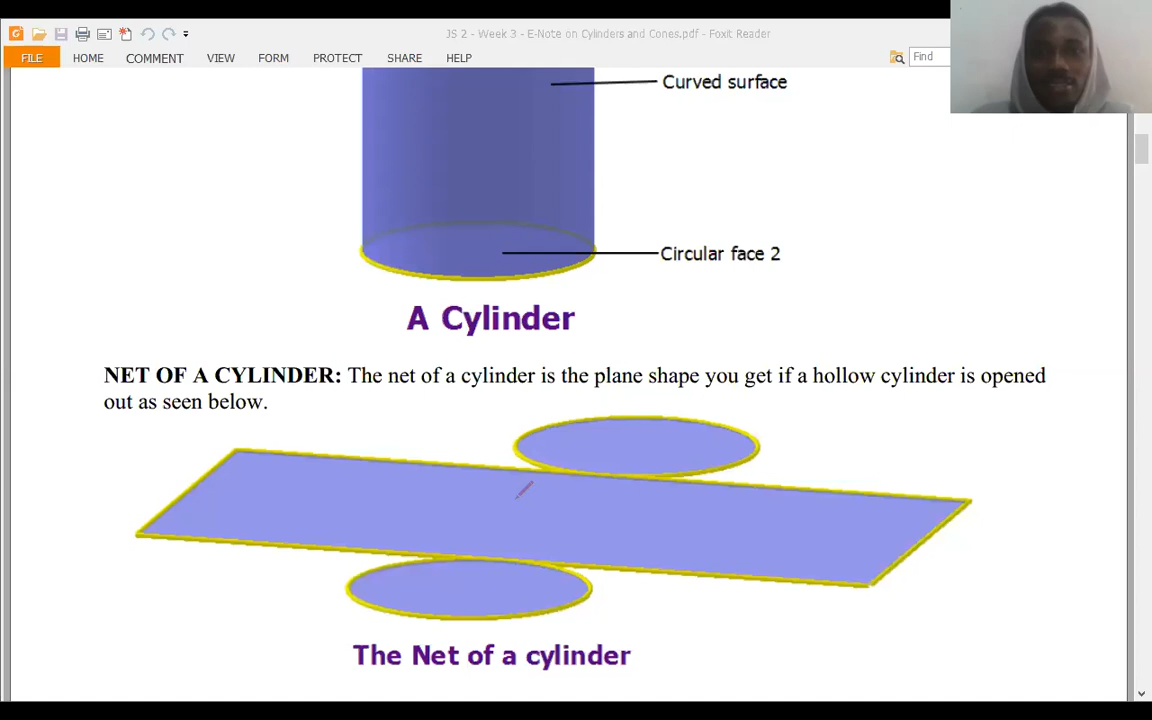 JS 2 - Week 3 - E-Note on Cylinders and Cones.pdf - Foxit Reader
FILE HOME COMMENT VIEW FORM PROTECT SHARE HELP Find
Curved surface
Circular face 2
A Cylinder
NET OF A CYLINDER: The net of a cylinder is the plane shape you get if a hollow cylinder is opened
out as seen below.
The Net of a cylinder